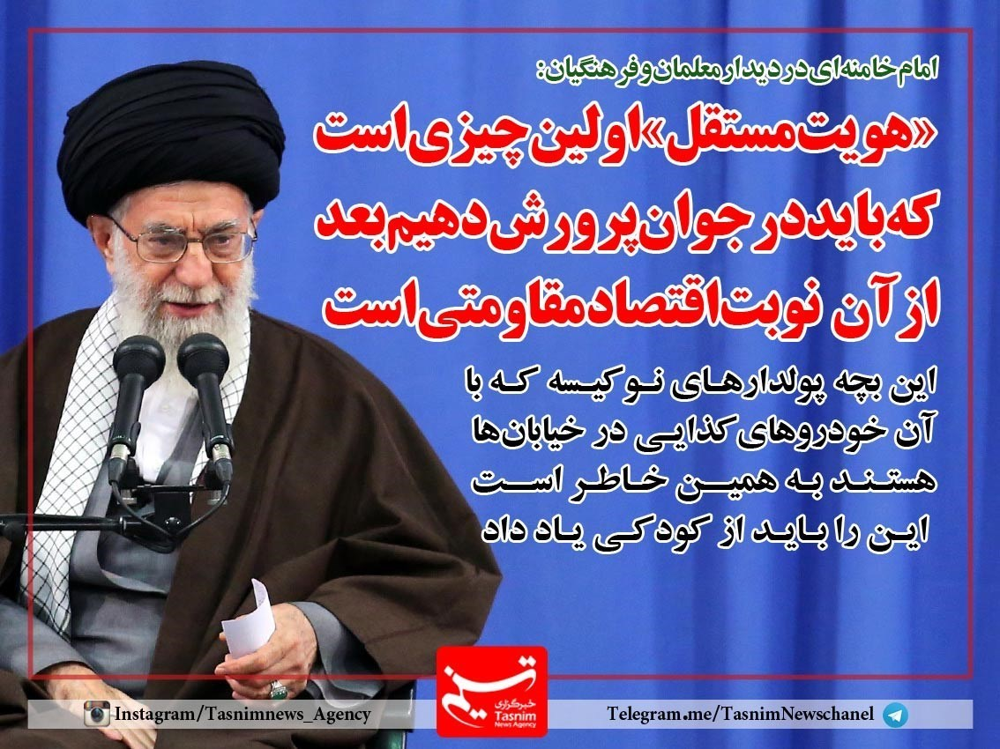 امام خامنه‌ای در دیدار معلمان و فرهنگیان:
«هویت مستقل» اولین چیزی است
که باید در جوان پرورش دهیم بعد
از آن نوبت اقتصاد مقاومتی است
این بچه پولدارهای نوکیسه که با
آن خودروهای کذایی در خیابان‌ها
هستند به همین خاطر است
این را باید از کودکی یاد داد
تسنیم
خبرگزاری
Tasnim
News Agency
Instagram/Tasnimnews_Agency
Telegram.me/TasnimNewschanel